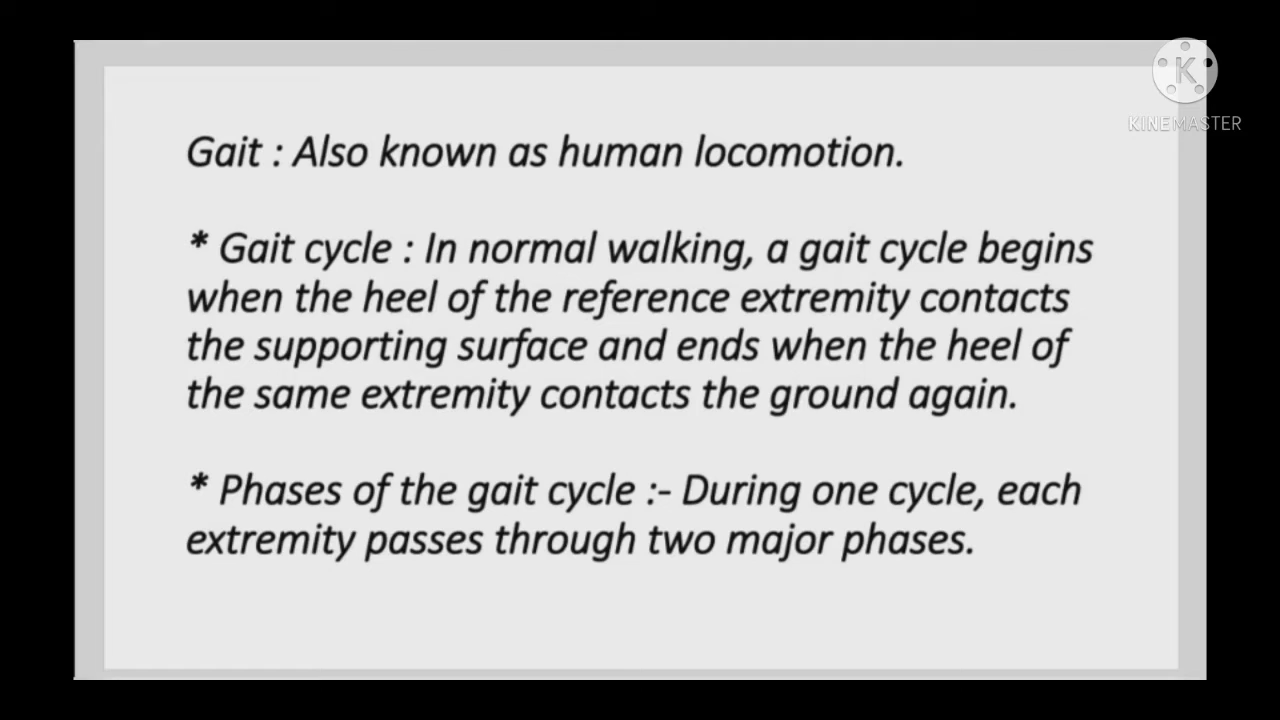 KINEMASTER
Gait : Also known as human locomotion.
* Gait cycle : In normal walking, a gait cycle begins
when the heel of the reference extremity contacts
the supporting surface and ends when the heel of
the same extremity contacts the ground again.
* Phases of the gait cycle :- During one cycle, each
extremity passes through two major phases.